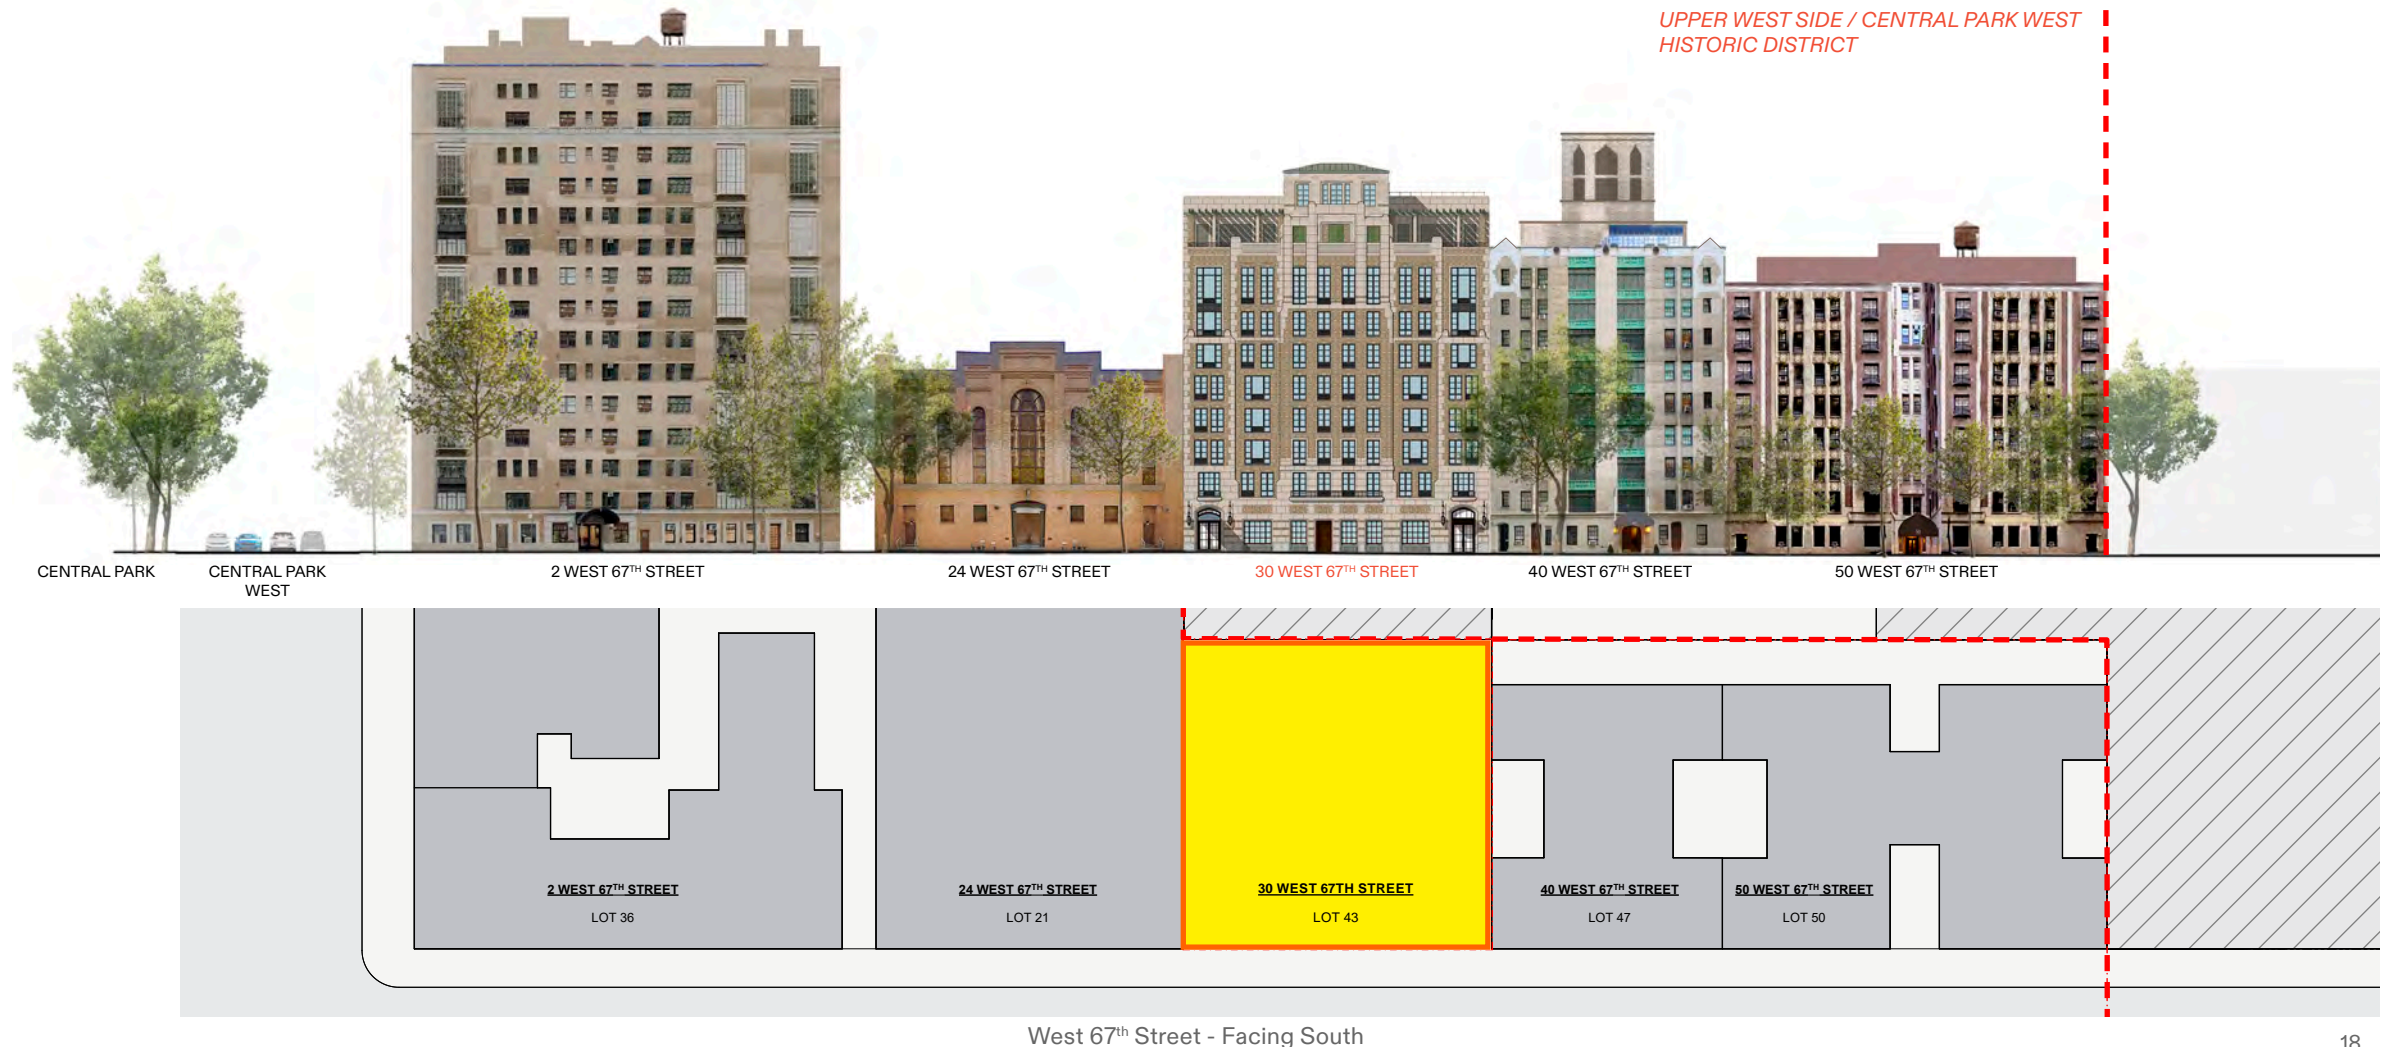 UPPER WEST SIDE / CENTRAL PARK WEST
HISTORIC DISTRICT
CENTRAL PARK
CENTRAL PARK
WEST
2 WEST 67TH STREET
24 WEST 67TH STREET
30 WEST 67TH STREET
40 WEST 67TH STREET
50 WEST 67TH STREET
2 WEST 67TH STREET
LOT 36
24 WEST 67TH STREET
LOT 21
30 WEST 67TH STREET
LOT 43
40 WEST 67TH STREET
LOT 47
50 WEST 67TH STREET
LOT 50
West 67th Street - Facing South
18